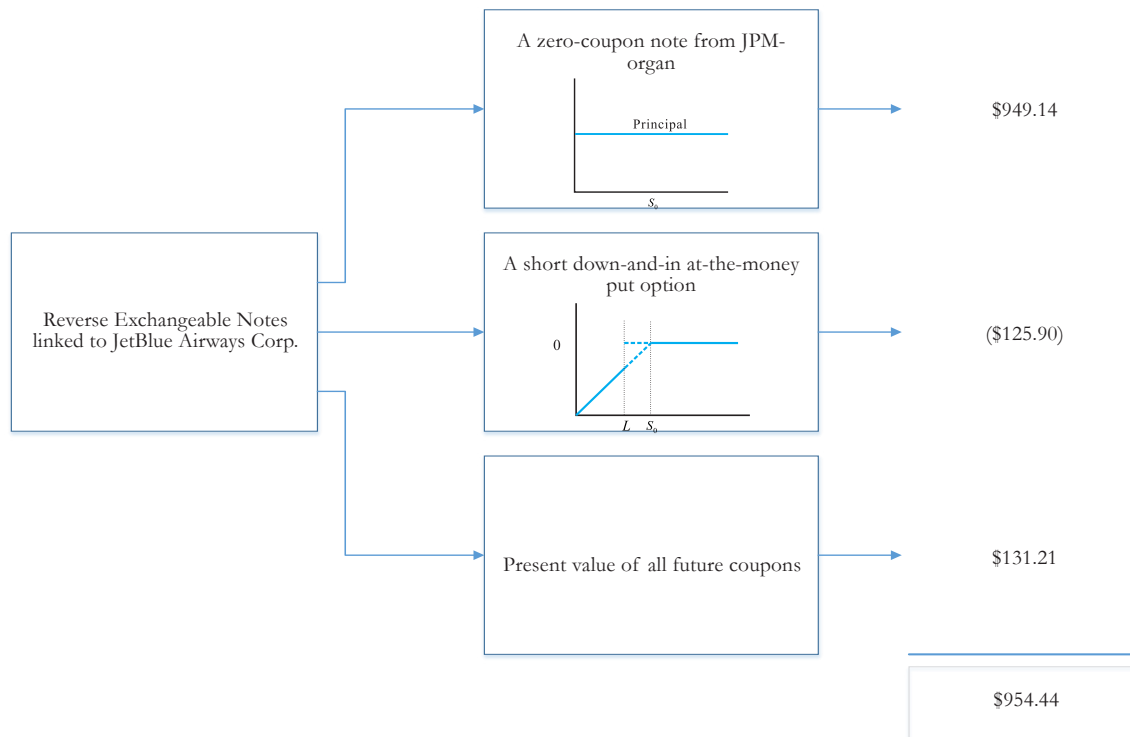 A zero-coupon note from JPM-
organ
Principal
S₀
$949.14
Reverse Exchangeable Notes
linked to JetBlue Airways Corp.
A short down-and-in at-the-money
put option
0
L S₀
($125.90)
Present value of all future coupons
$131.21
$954.44